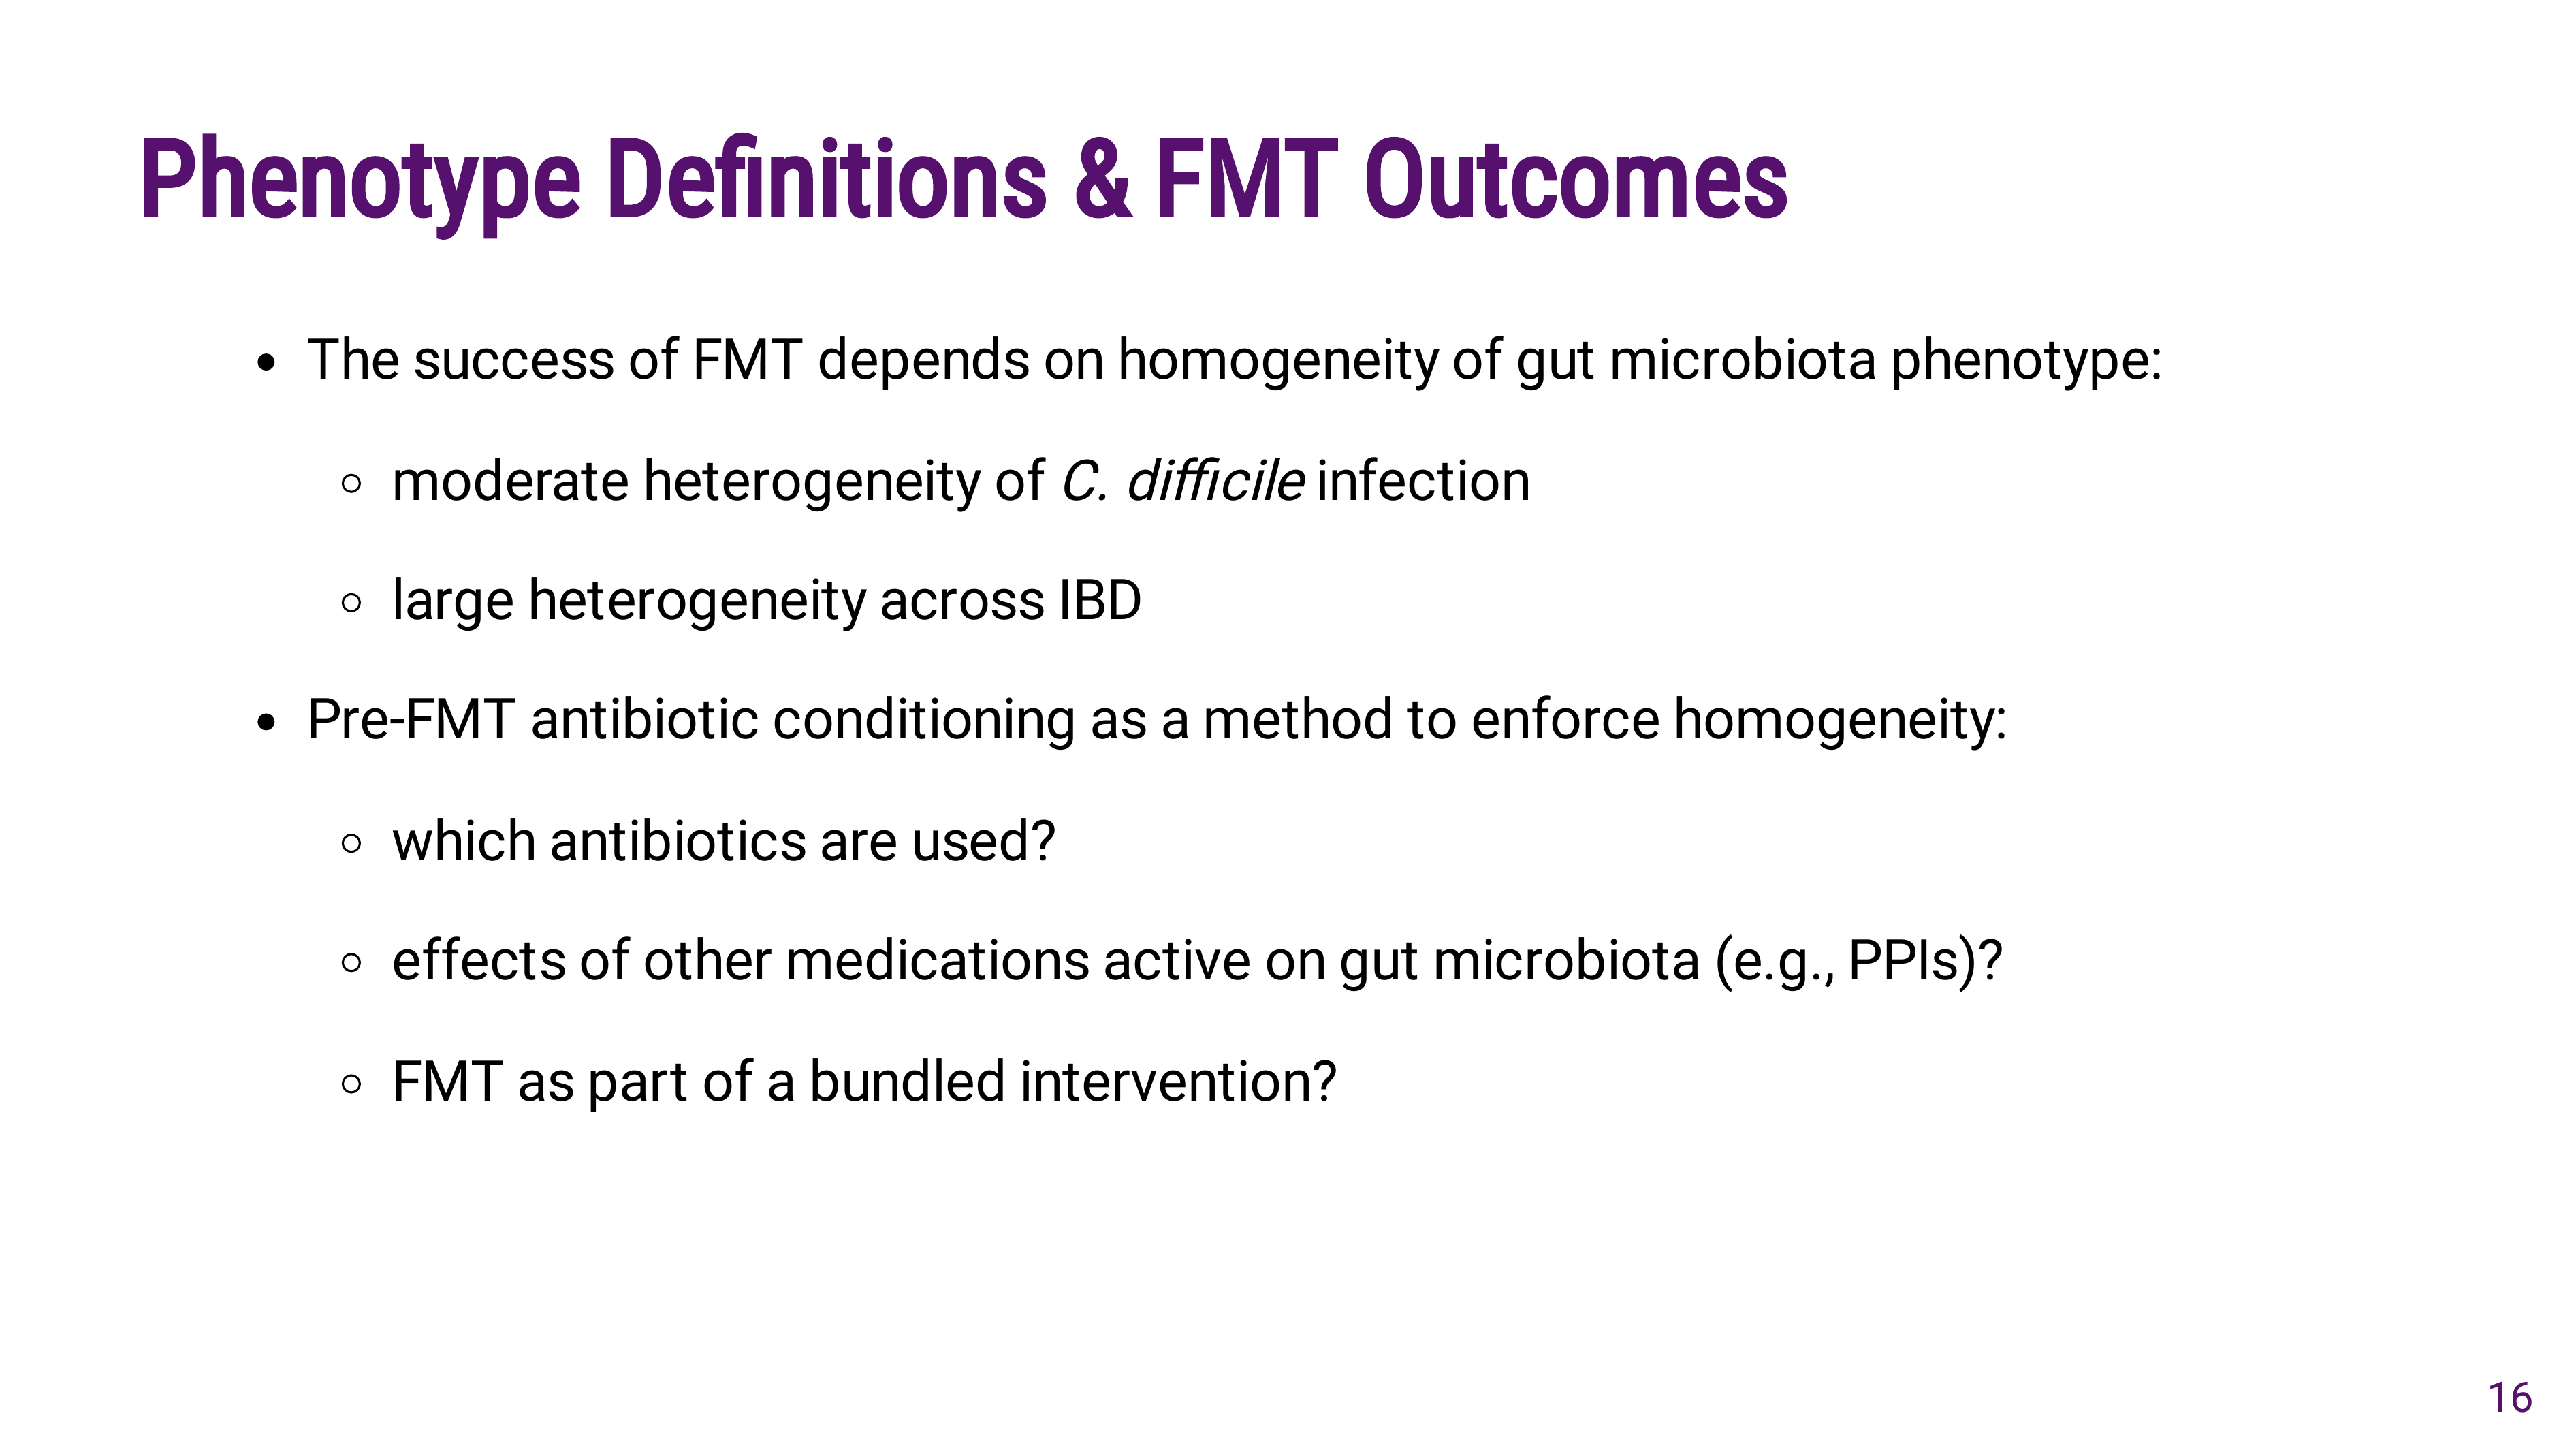 Phenotype Definitions & FMT Outcomes
• The success of FMT depends on homogeneity of gut microbiota phenotype:
○ moderate heterogeneity of C. difficile infection
○ large heterogeneity across IBD
• Pre-FMT antibiotic conditioning as a method to enforce homogeneity:
○ which antibiotics are used?
○ effects of other medications active on gut microbiota (e.g., PPIs)?
○ FMT as part of a bundled intervention?
16